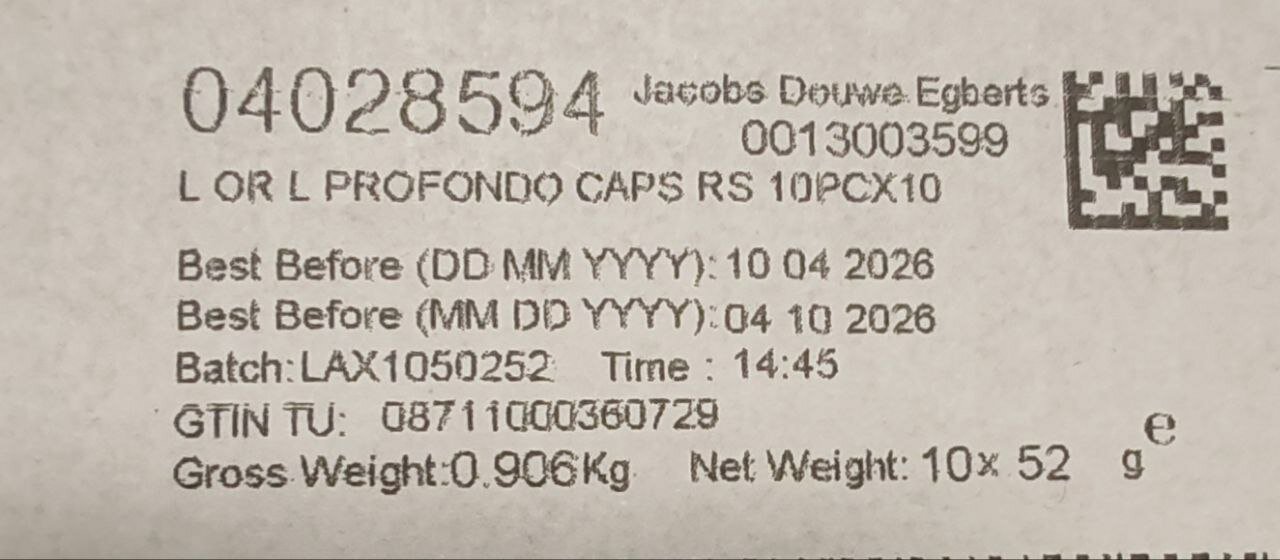 04028594 Jacobs Douwe Egberts
0013003599
L OR L PROFONDO CAPS RS 10PCX10
Best Before (DD MM YYYY): 10 04 2026
Best Before (MM DD YYYY): 04 10 2026
Batch: LAX1050252 Time : 14:45
GTIN TU: 08711000360729
Gross Weight: 0.906Kg Net Weight: 10x 52 g e